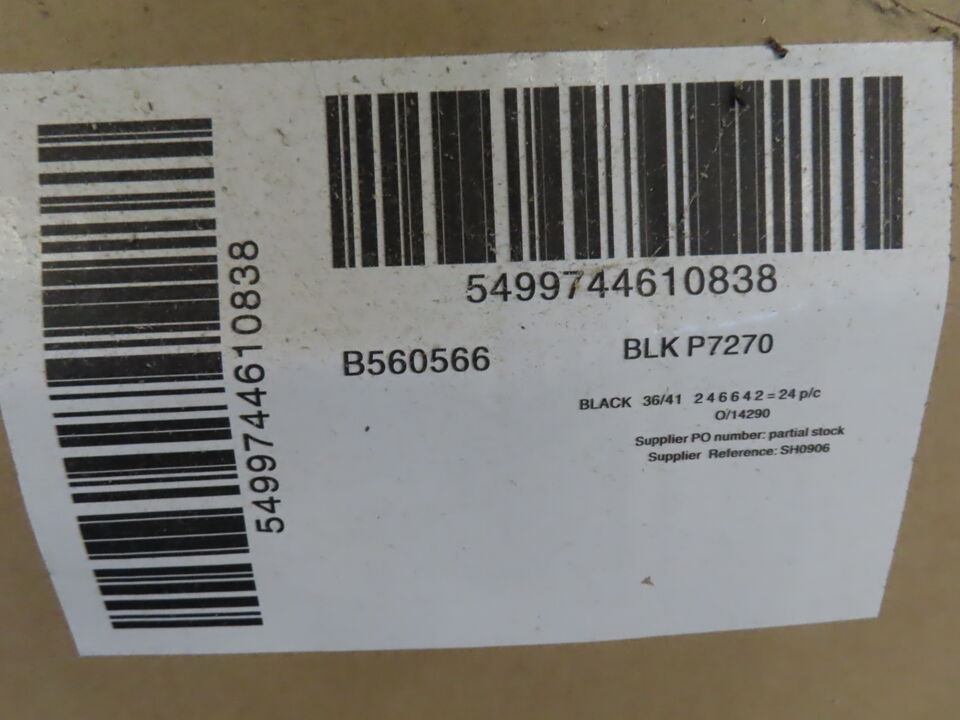 5499744610838
5499744610838
B560566
BLK P7270
BLACK 36/41 2 4 6 6 4 2 = 24 p/c
O/14290
Supplier PO number: partial stock
Supplier Reference: SH0906